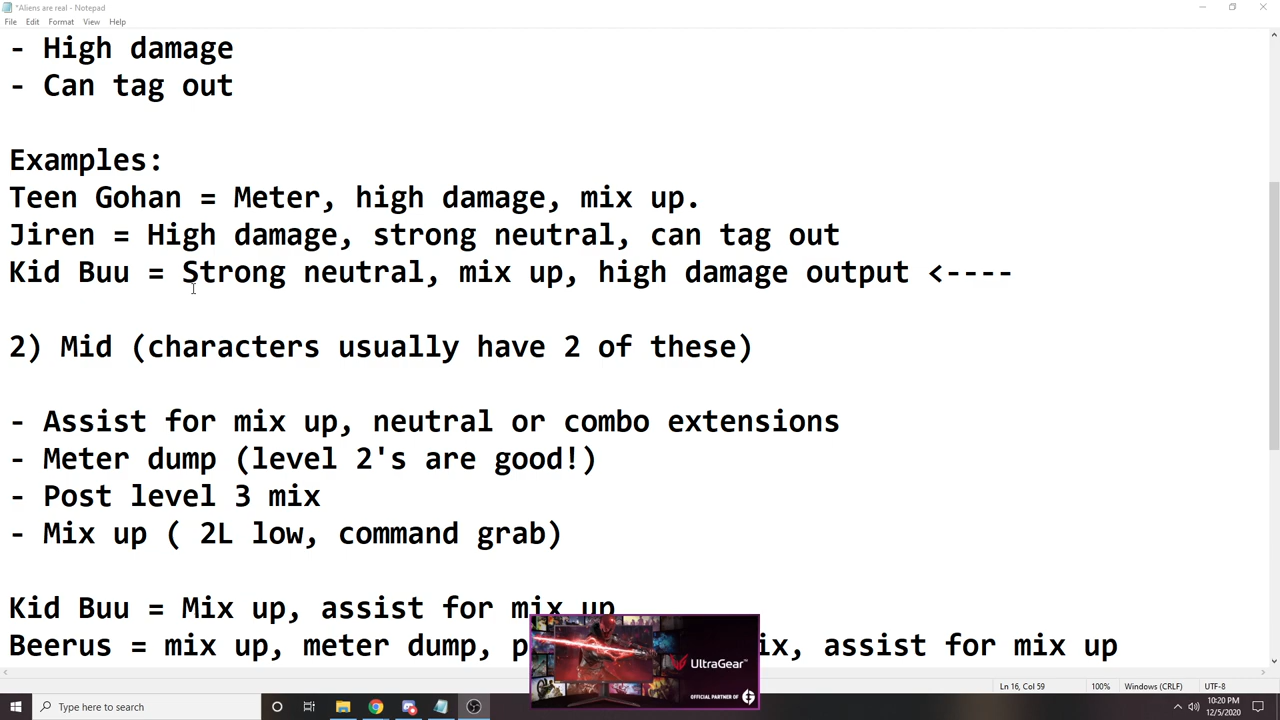 *Aliens are real - Notepad
File Edit Format View Help
- High damage
- Can tag out
Examples:
Teen Gohan = Meter, high damage, mix up.
Jiren = High damage, strong neutral, can tag out
Kid Buu = Strong neutral, mix up, high damage output <----
2) Mid (characters usually have 2 of these)
- Assist for mix up, neutral or combo extensions
- Meter dump (level 2's are good!)
- Post level 3 mix
- Mix up ( 2L low, command grab)
Kid Buu = Mix up, assist for mix up
Beerus = mix up, meter dump, p ix, assist for mix up
UltraGear™
OFFICIAL PARTNER OF
Ln 16, Col 59 100% Windows (CRLF) UTF-8
Type here to search
10:20 PM
12/5/2020